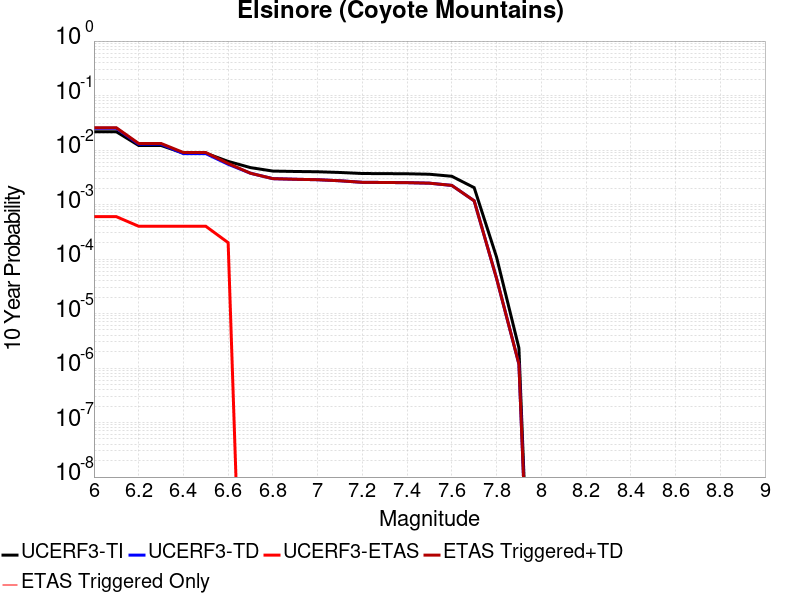 Elsinore (Coyote Mountains)
10^0
10^-1
10^-2
10^-3
10^-4
10^-5
10^-6
10^-7
10^-8
10 Year Probability
6 6.2 6.4 6.6 6.8 7 7.2 7.4 7.6 7.8 8 8.2 8.4 8.6 8.8 9
Magnitude
UCERF3-TI UCERF3-TD UCERF3-ETAS ETAS Triggered+TD
ETAS Triggered Only